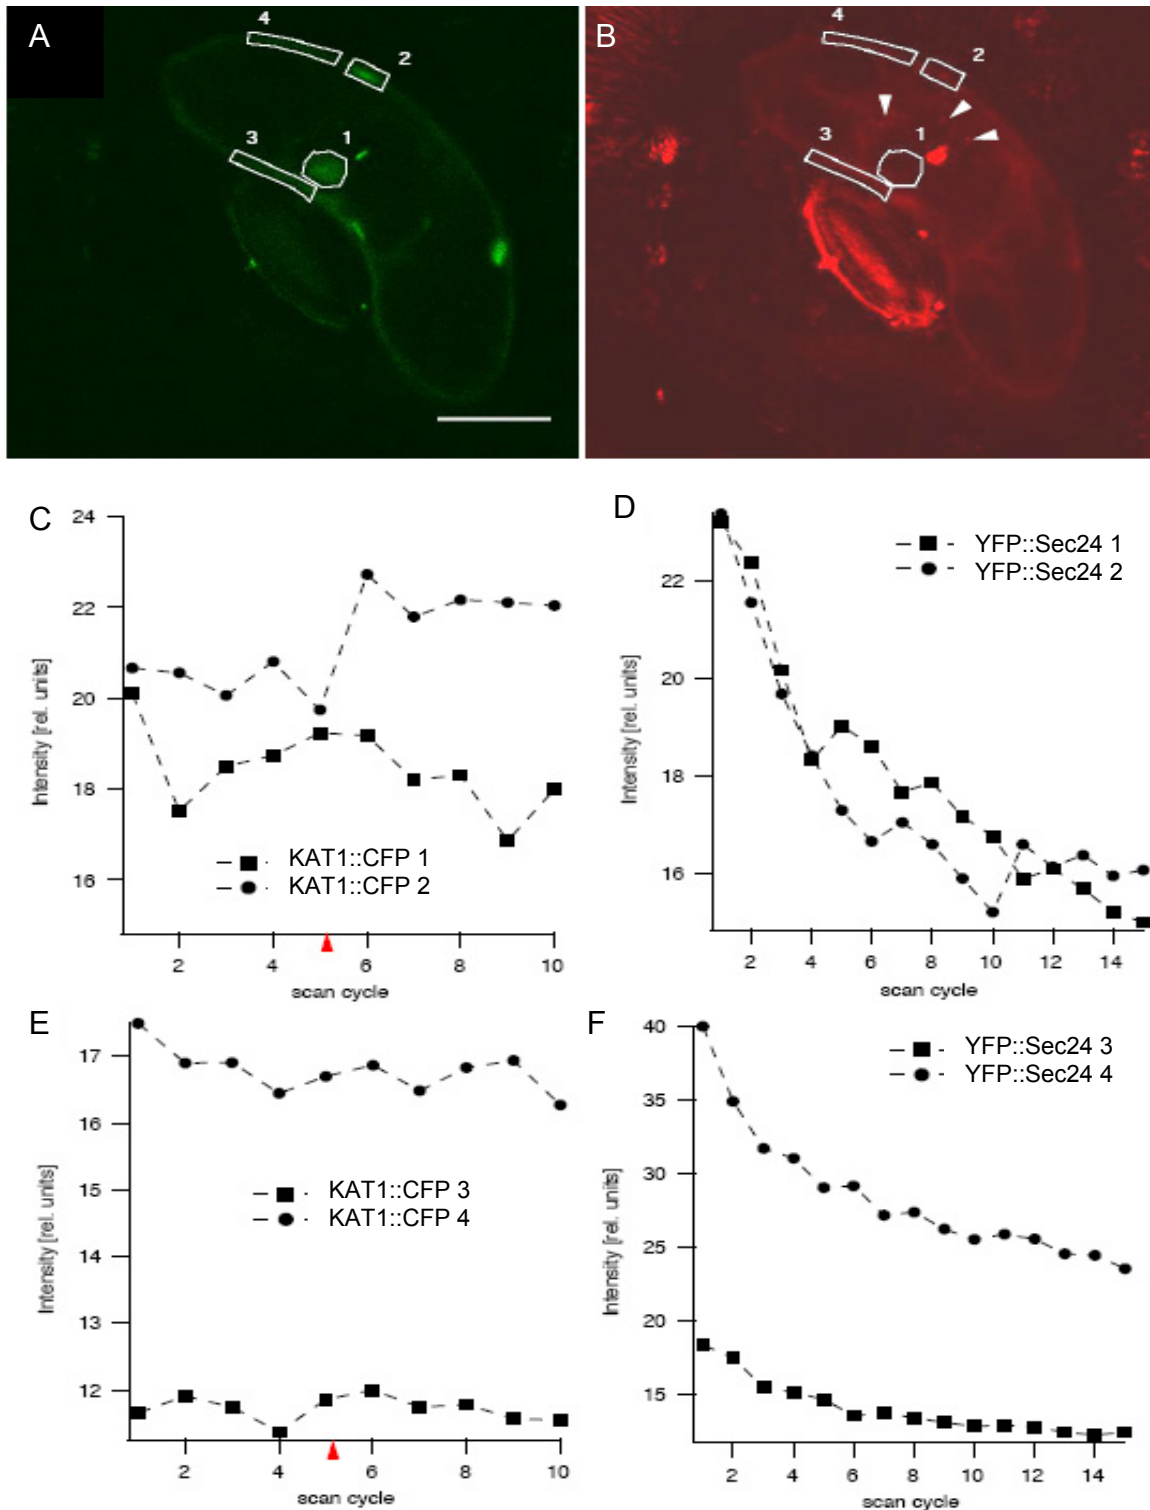 A
4
2
1
3
B
4
2
1
3
C
24
22
20
18
16
Intensity [rel. units]
KAT1::CFP 1
KAT1::CFP 2
2 4 6 8 10
scan cycle
D
22
20
18
16
Intensity [rel. units]
YFP::Sec24 1
YFP::Sec24 2
2 4 6 8 10 12 14
scan cycle
E
17
16
15
14
13
12
Intensity [rel. units]
KAT1::CFP 3
KAT1::CFP 4
2 4 6 8 10
scan cycle
F
40
35
30
25
20
15
Intensity [rel. units]
YFP::Sec24 3
YFP::Sec24 4
2 4 6 8 10 12 14
scan cycle